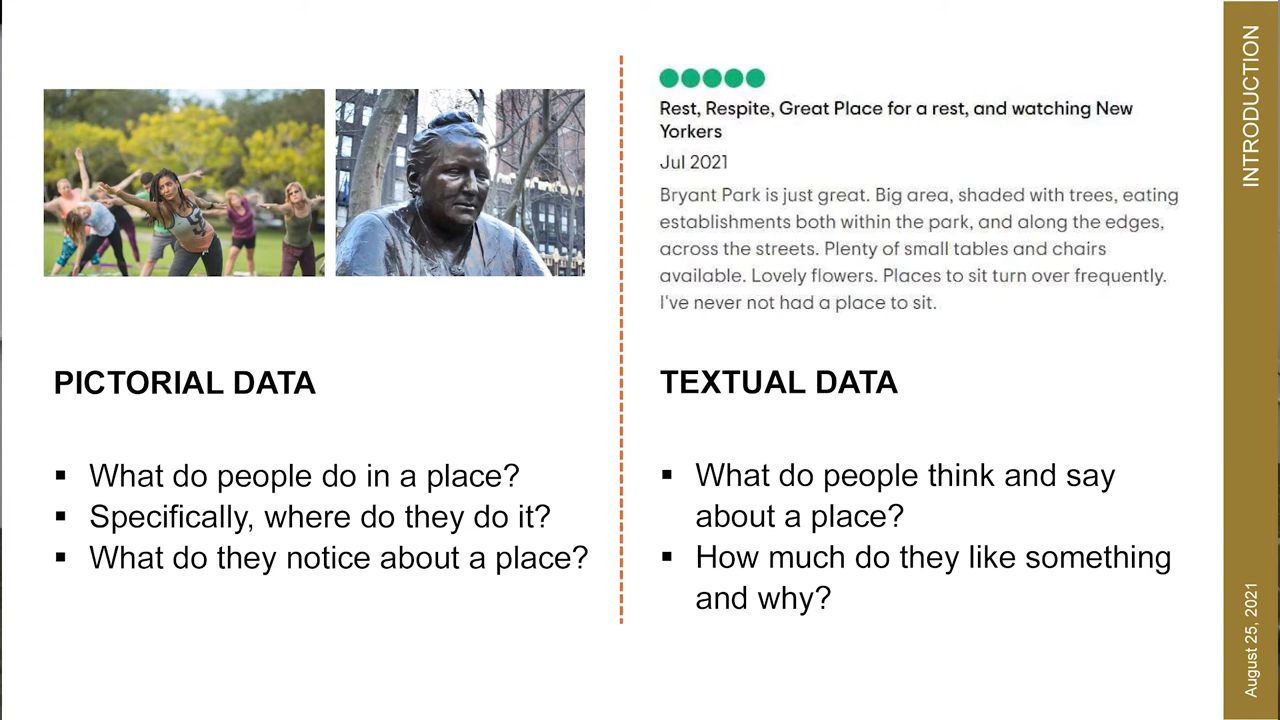 PICTORIAL DATA
▪ What do people do in a place?
▪ Specifically, where do they do it?
▪ What do they notice about a place?
Rest, Respite, Great Place for a rest, and watching New
Yorkers
Jul 2021
Bryant Park is just great. Big area, shaded with trees, eating
establishments both within the park, and along the edges,
across the streets. Plenty of small tables and chairs
available. Lovely flowers. Places to sit turn over frequently.
I've never not had a place to sit.
TEXTUAL DATA
▪ What do people think and say
about a place?
▪ How much do they like something
and why?
INTRODUCTION
August 25, 2021